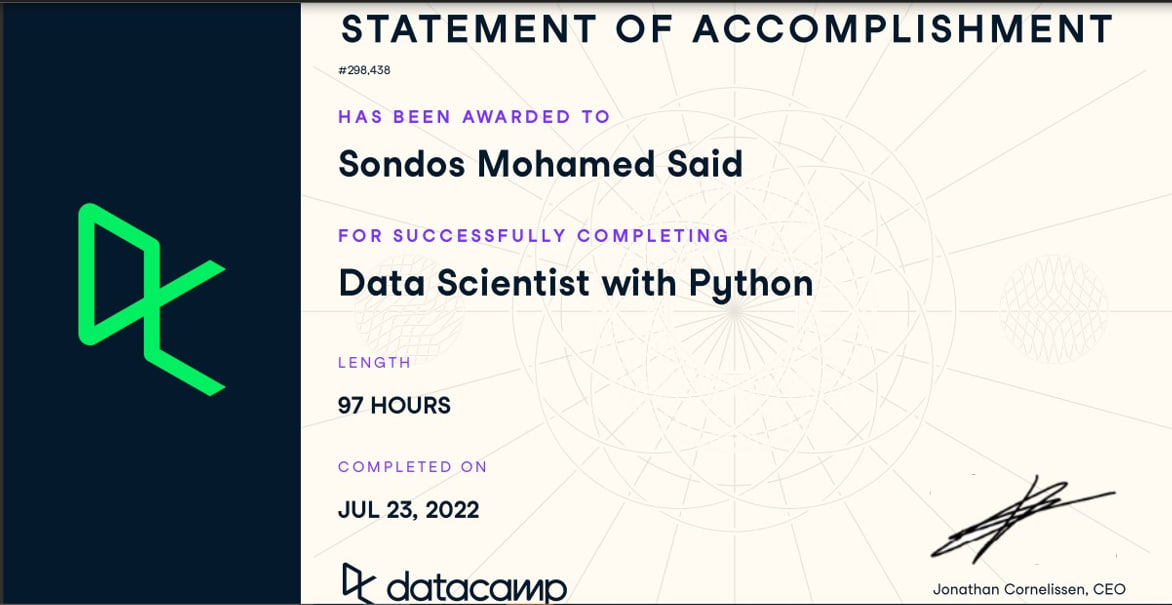 STATEMENT OF ACCOMPLISHMENT
#298,438
HAS BEEN AWARDED TO
Sondos Mohamed Said
FOR SUCCESSFULLY COMPLETING
Data Scientist with Python
LENGTH
97 HOURS
COMPLETED ON
JUL 23, 2022
datacamp
Jonathan Cornelissen, CEO